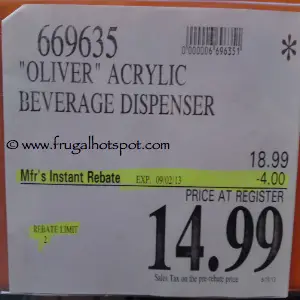 669635
000006696351
*
"OLIVER" ACRYLIC
BEVERAGE DISPENSER
© www.frugalhotspot.com
18.99
Mfr's Instant Rebate EXP. 09/02/13 -4.00
PRICE AT REGISTER
14.99
REBATE LIMIT
2
Sales Tax on the pre-rebate price